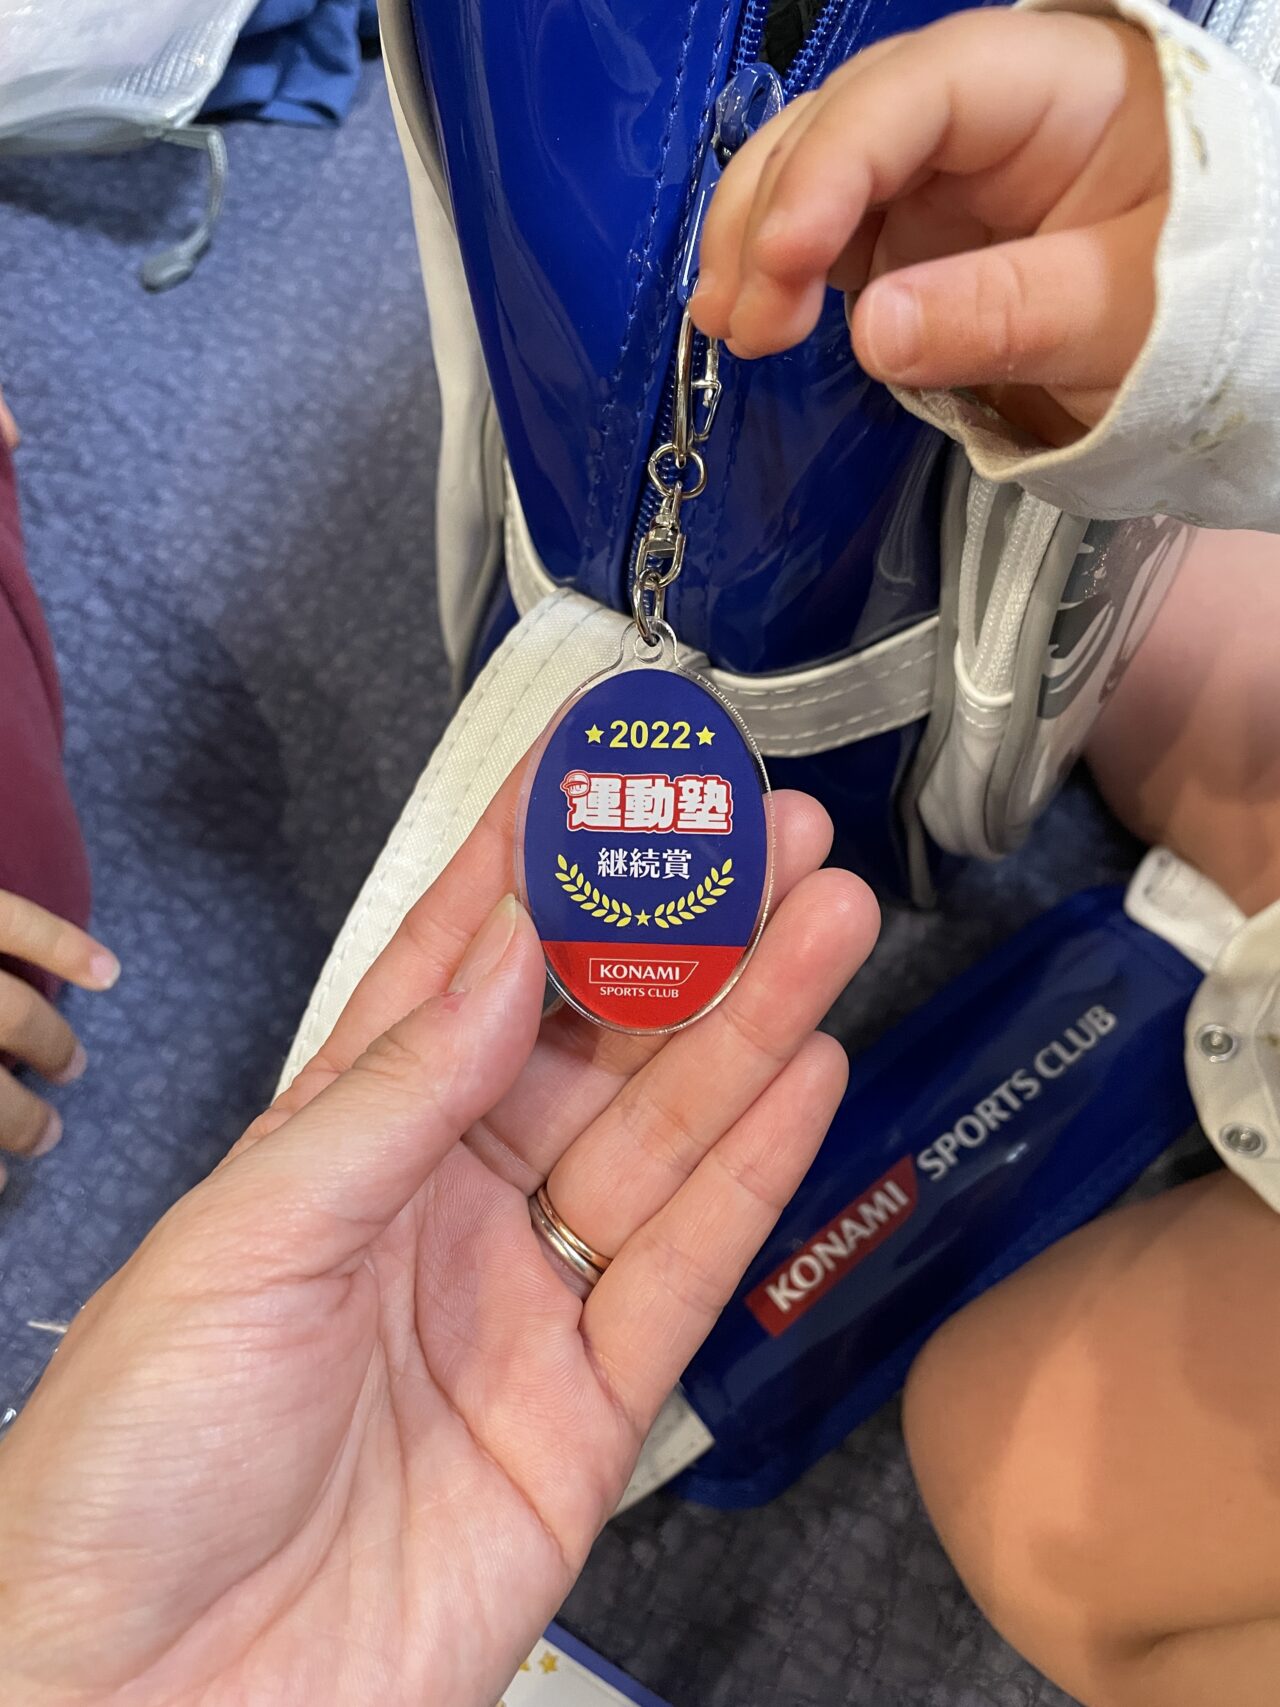 ★2022★
運動塾
継続賞
KONAMI
SPORTS CLUB
KONAMI SPORTS CLUB